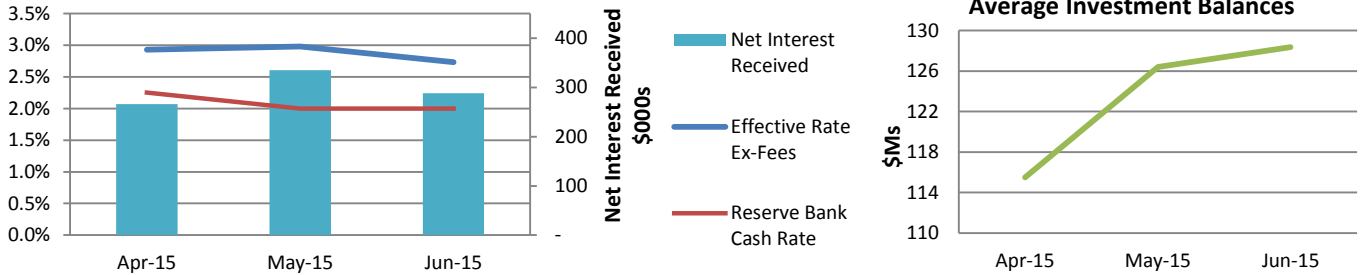 3.5%
3.0%
2.5%
2.0%
1.5%
1.0%
0.5%
0.0%
Apr-15
May-15
Jun-15
400
300
200
100
-
Net Interest Received
$000s
Net Interest
Received
Effective Rate
Ex-Fees
Reserve Bank
Cash Rate
Average Investment Balances
$Ms
130
126
122
118
114
110
Apr-15
May-15
Jun-15